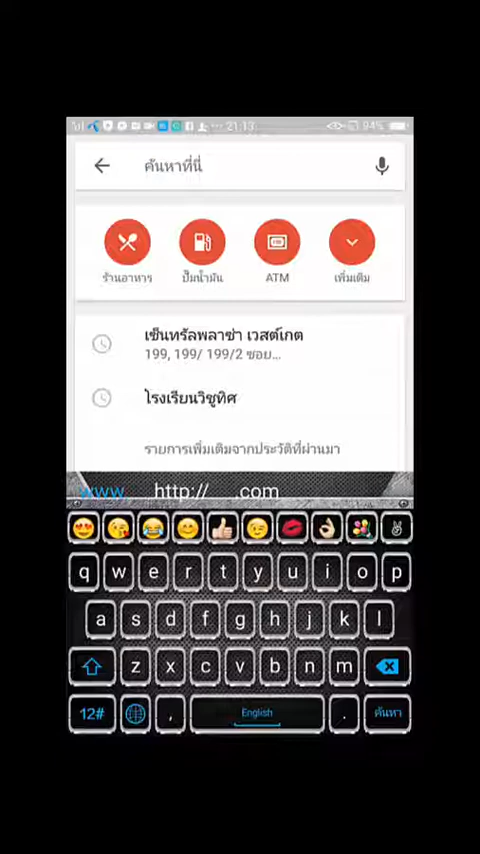 21:13
94%
ค้นหาที่นี่
ร้านอาหาร
ปั๊มน้ำมัน
ATM
เพิ่มเติม
เซ็นทรัลพลาซ่า เวสต์เกต
199, 199/ 199/2 ซอย...
โรงเรียนวิชูทิศ
รายการเพิ่มเติมจากประวัติที่ผ่านมา
www. http:// .com
q w e r t y u i o p
a s d f g h j k l
z x c v b n m
12# , English . ค้นหา